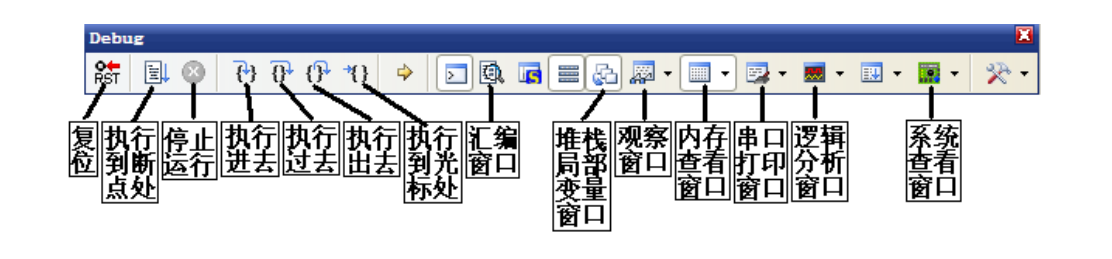 Debug
RST
复
位
执行
到断
点处
停止
运行
执行
进去
执行
过去
执行
出去
执行
到光
标处
汇编
窗口
堆栈
局部
变量
窗口
观察
窗口
内存
查看
窗口
串口
打印
窗口
逻辑
分析
窗口
系统
查看
窗口